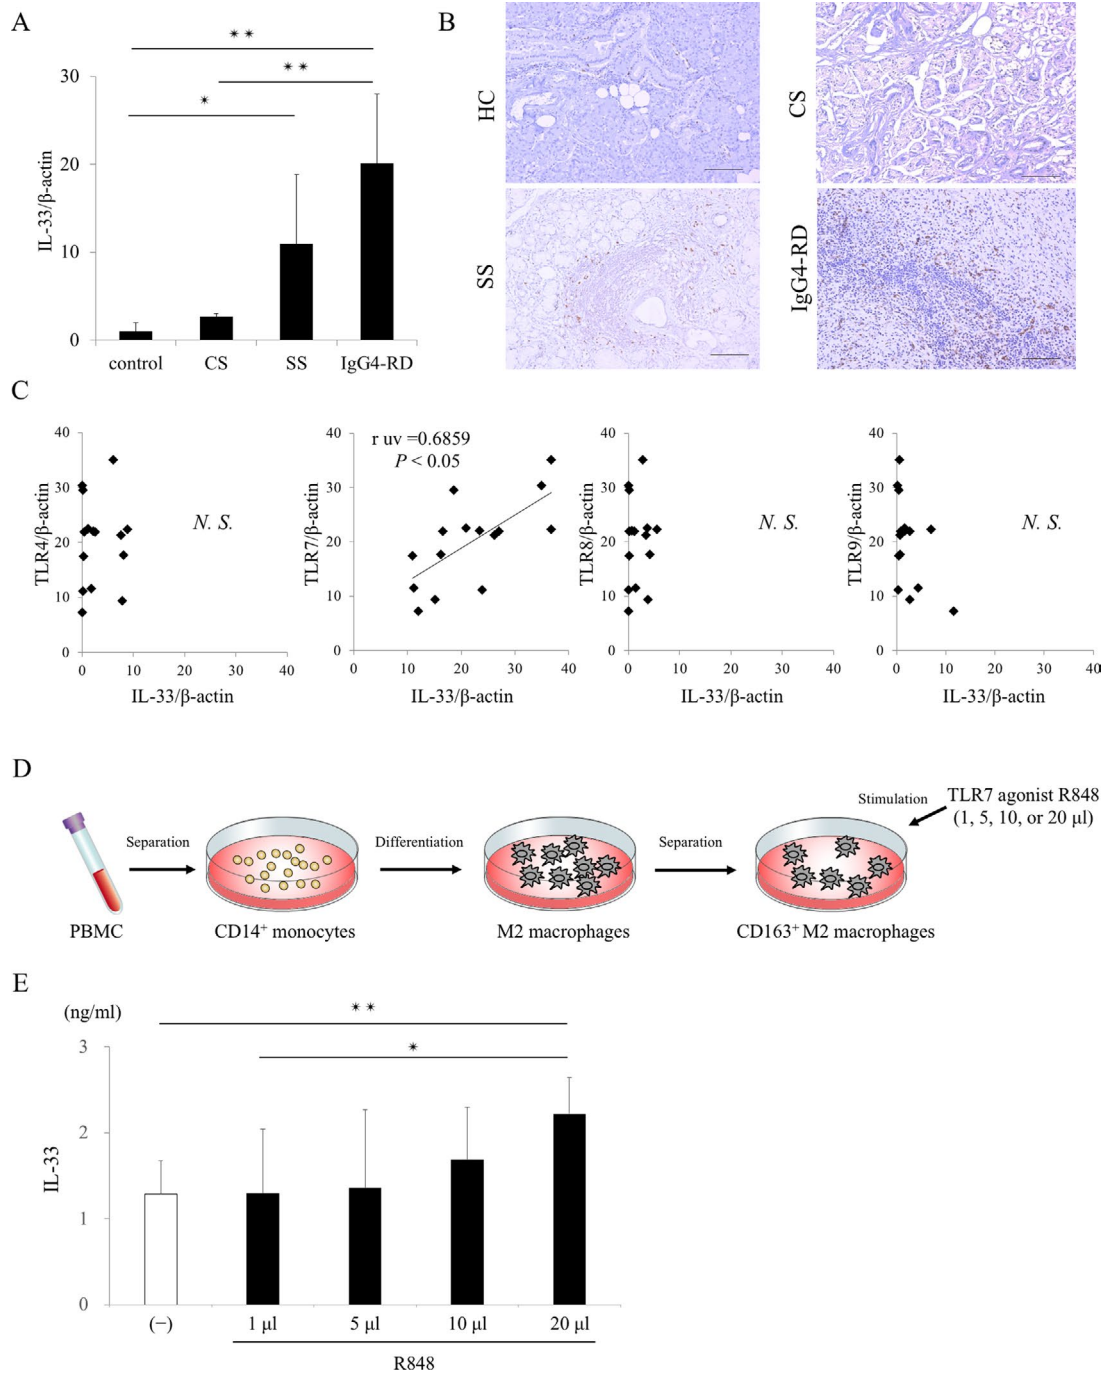 A
✴ ✴
✴ ✴
✴
30
20
10
0
IL-33/β-actin
control
CS
SS
IgG4-RD
B
HC
CS
SS
IgG4-RD
C
40
30
20
10
0
TLR4/β-actin
N. S.
0
10
20
30
40
IL-33/β-actin
r uv =0.6859
P < 0.05
40
30
20
10
0
TLR7/β-actin
0
10
20
30
40
IL-33/β-actin
40
30
20
10
0
TLR8/β-actin
N. S.
0
10
20
30
40
IL-33/β-actin
40
30
20
10
0
TLR9/β-actin
N. S.
0
10
20
30
40
IL-33/β-actin
D
Separation
Differentiation
Separation
Stimulation
TLR7 agonist R848
(1, 5, 10, or 20 µl)
PBMC
CD14⁺ monocytes
M2 macrophages
CD163⁺ M2 macrophages
E
(ng/ml)
✴ ✴
✴
3
2
1
0
IL-33
(−)
1 µl
5 µl
10 µl
20 µl
R848